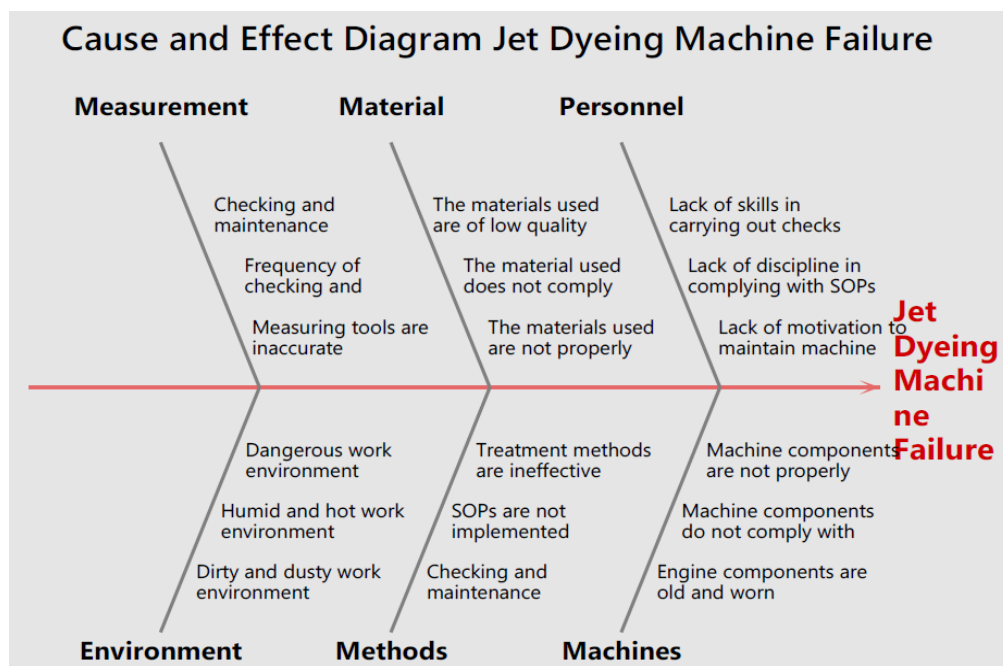 Cause and Effect Diagram Jet Dyeing Machine Failure
Measurement
Material
Personnel
Checking and
maintenance
Frequency of
checking and
Measuring tools are
inaccurate
The materials used
are of low quality
The material used
does not comply
The materials used
are not properly
Lack of skills in
carrying out checks
Lack of discipline in
complying with SOPs
Lack of motivation to
maintain machine
Jet
Dyeing
Machi
ne
Failure
Dangerous work
environment
Humid and hot work
environment
Dirty and dusty work
environment
Treatment methods
are ineffective
SOPs are not
implemented
Checking and
maintenance
Machine components
are not properly
Machine components
do not comply with
Engine components are
old and worn
Environment
Methods
Machines